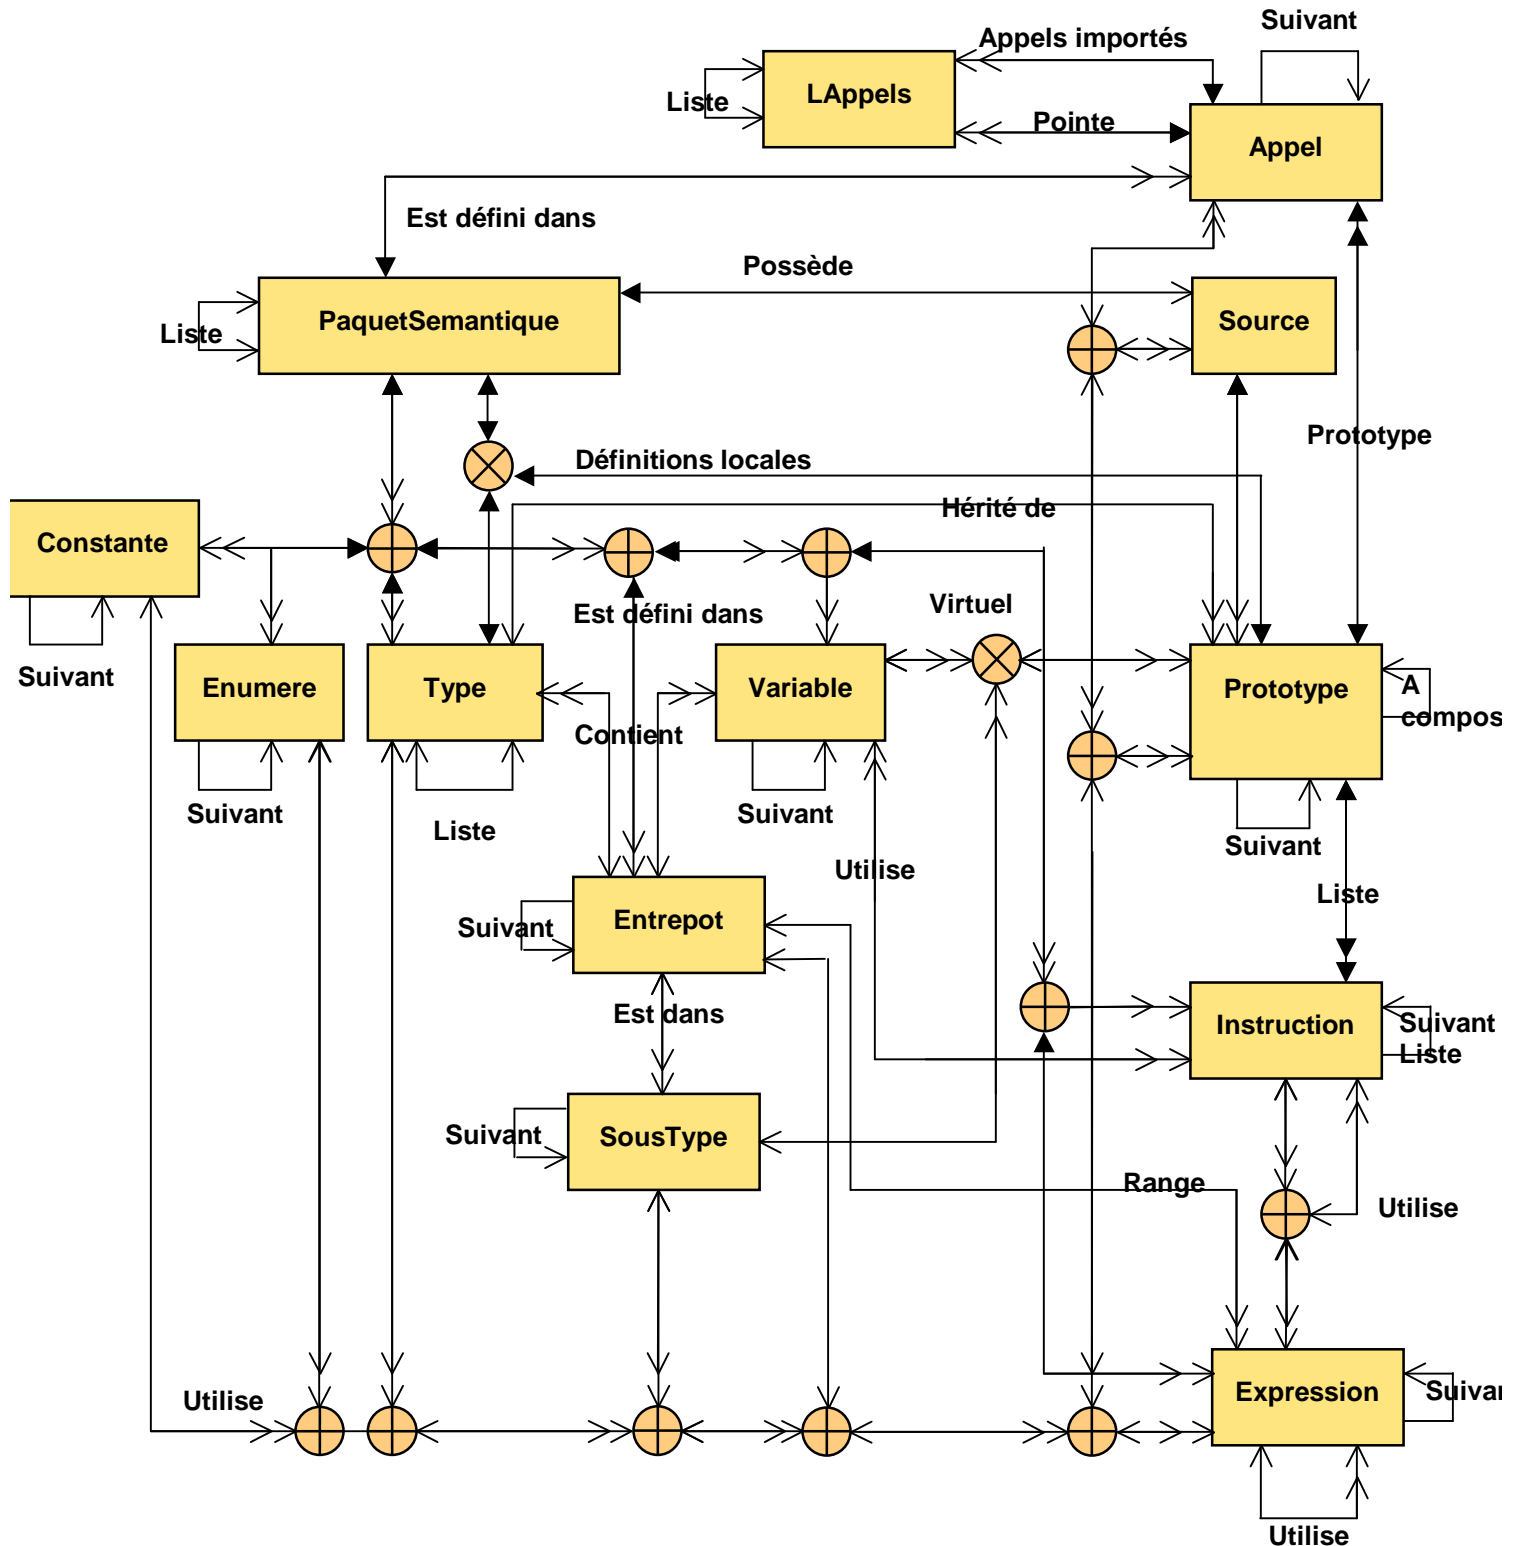 Suivant
Appels importés
LAppels
Liste
Pointe
Appel
Est défini dans
Possède
PaquetSemantique
Source
Liste
Prototype
Définitions locales
Hérité de
Constante
Est défini dans
Virtuel
Suivant
Enumere
Type
Variable
Prototype
A
compos
Contient
Suivant
Liste
Suivant
Suivant
Utilise
Liste
Entrepot
Suivant
Est dans
Instruction
Suivant
Liste
SousType
Suivant
Range
Utilise
Utilise
Expression
Suivar
Utilise